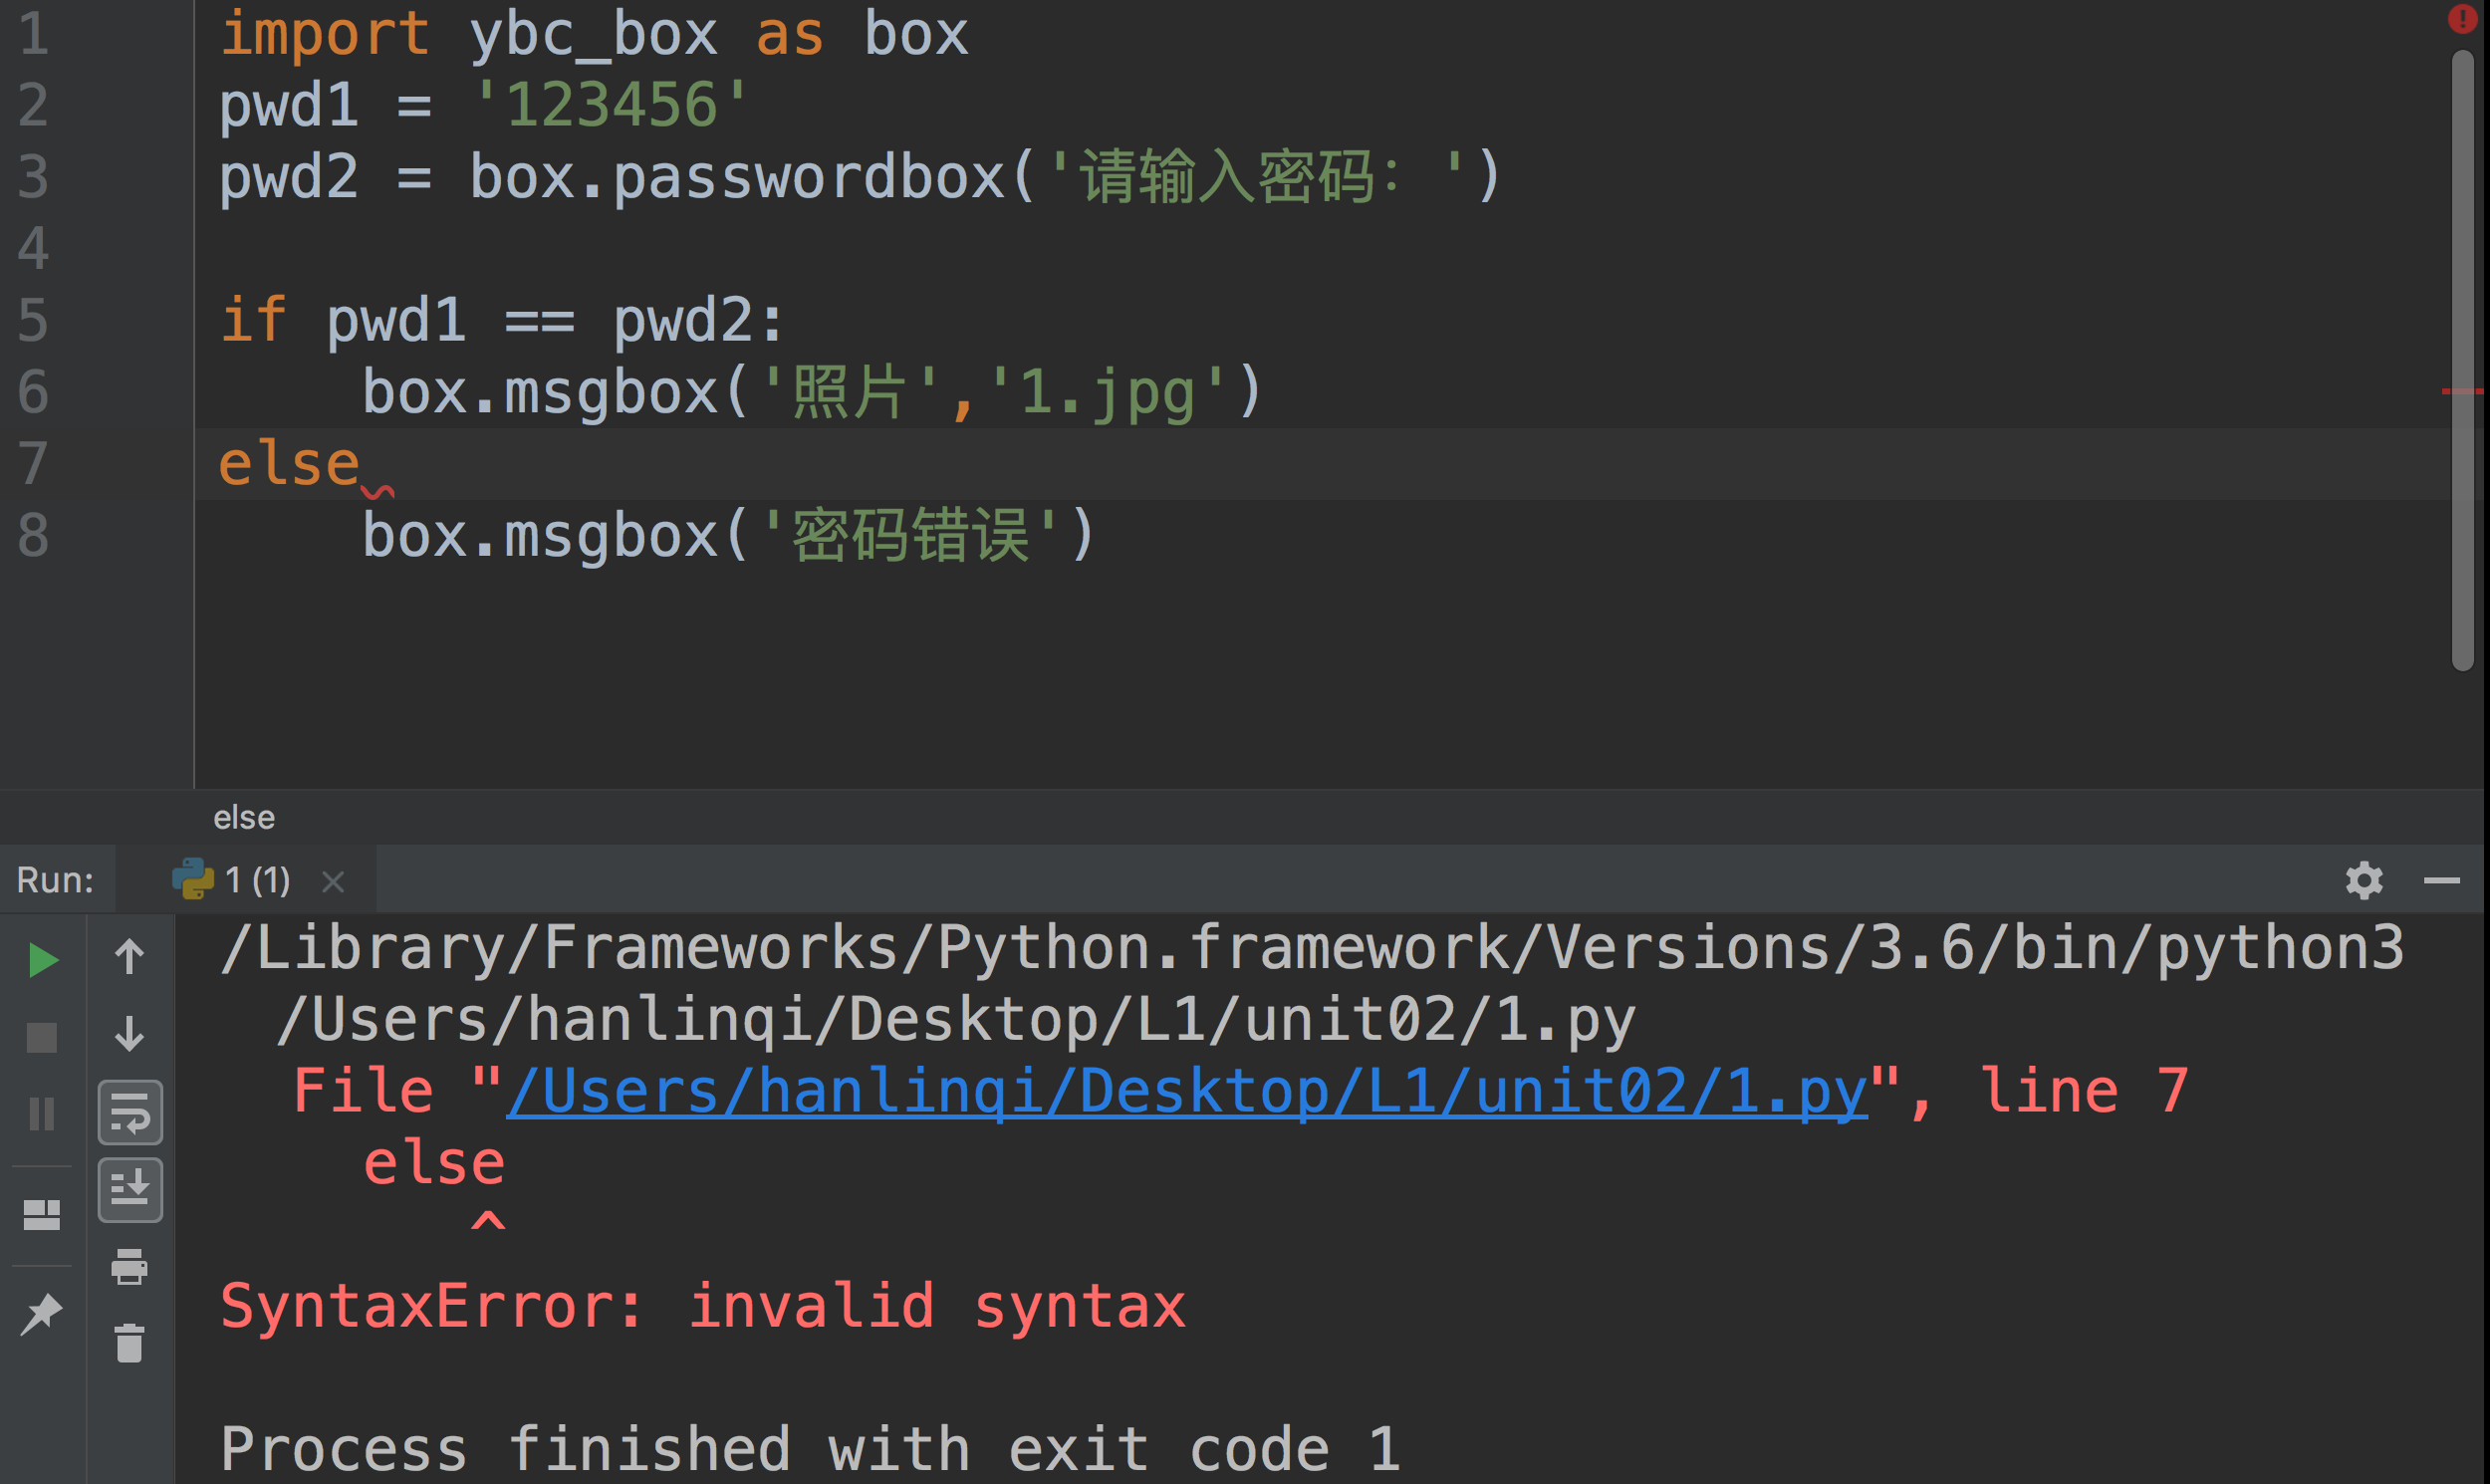 1 import ybc_box as box
2 pwd1 = '123456'
3 pwd2 = box.passwordbox('请输入密码：')
4
5 if pwd1 == pwd2:
6     box.msgbox('照片','1.jpg')
7 else
8     box.msgbox('密码错误')
else
Run: 1 (1)
/Library/Frameworks/Python.framework/Versions/3.6/bin/python3
/Users/hanlinqi/Desktop/L1/unit02/1.py
File "/Users/hanlinqi/Desktop/L1/unit02/1.py", line 7
else
^
SyntaxError: invalid syntax
Process finished with exit code 1